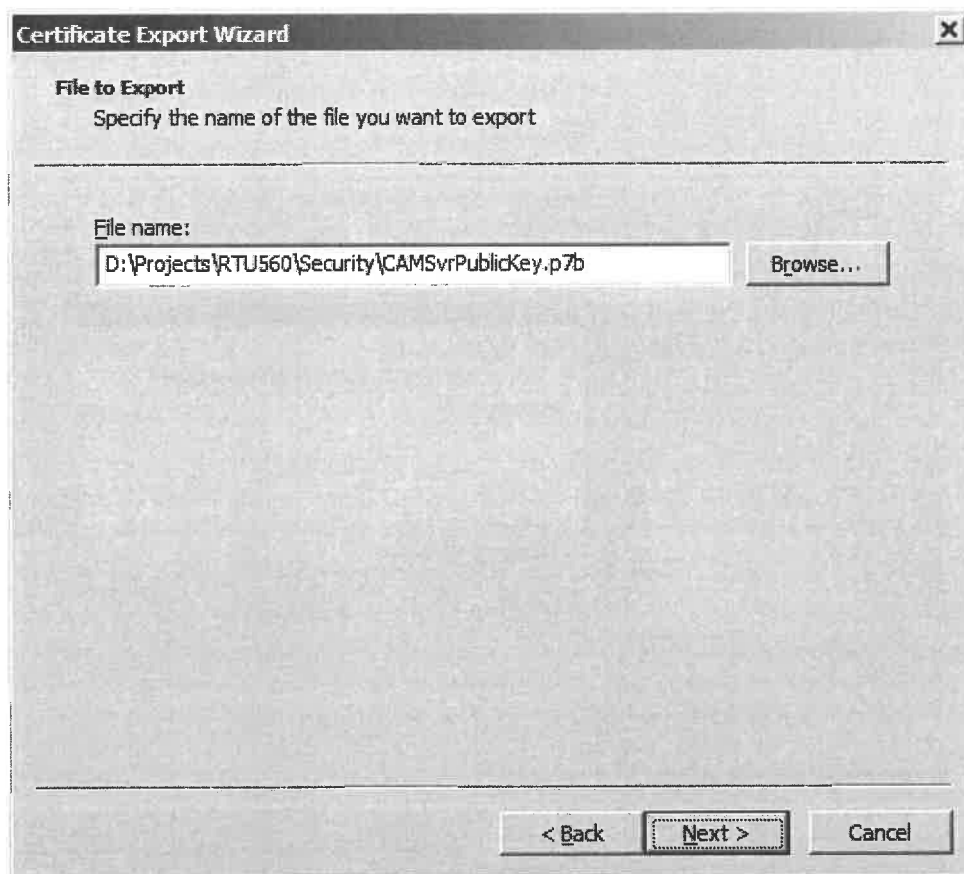 Certificate Export Wizard
File to Export
Specify the name of the file you want to export
File name:
D:\Projects\RTU560\Security\CAMSvrPublicKey.p7b
Browse...
< Back
Next >
Cancel